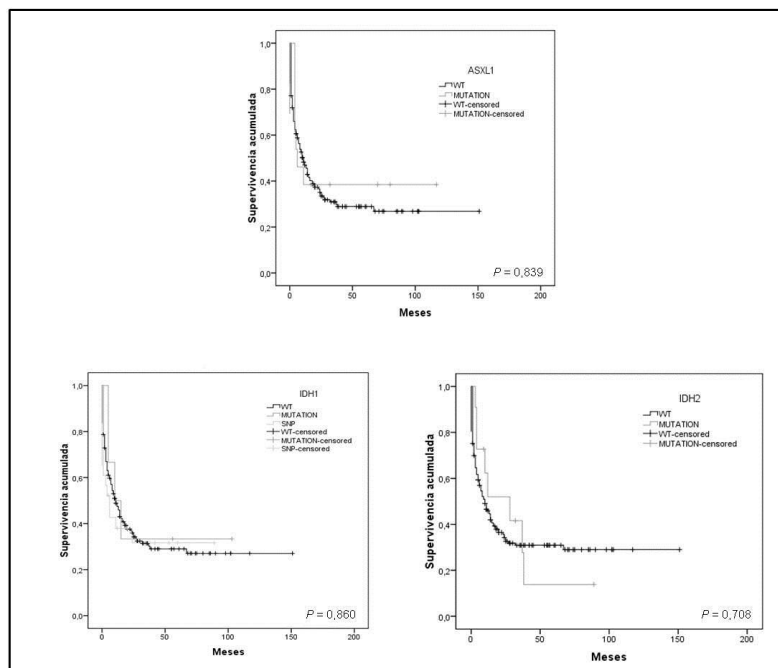 ASXL1
WT
MUTATION
WT-censored
MUTATION-censored
Supervivencia acumulada
1,0
0,8
0,6
0,4
0,2
0,0
0 50 100 150 200
Meses
P = 0,839
IDH1
WT
MUTATION
SNP
WT-censored
MUTATION-censored
SNP-censored
Supervivencia acumulada
1,0
0,8
0,6
0,4
0,2
0,0
0 50 100 150 200
Meses
P = 0,860
IDH2
WT
MUTATION
WT-censored
MUTATION-censored
Supervivencia acumulada
1,0
0,8
0,6
0,4
0,2
0,0
0 50 100 150 200
Meses
P = 0,708